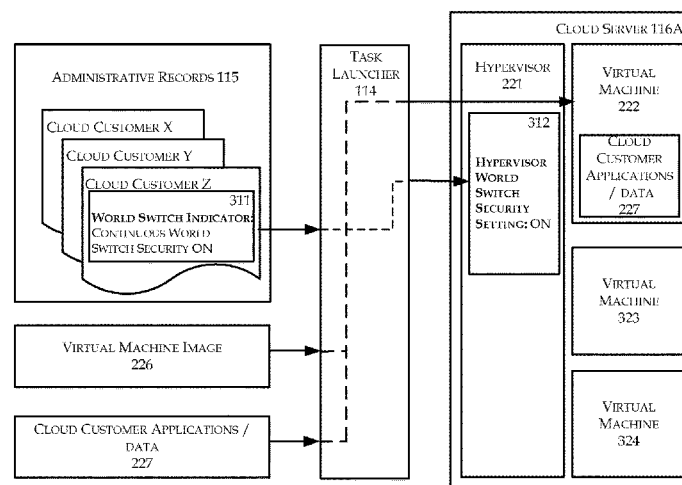 ADMINISTRATIVE RECORDS 115
CLOUD CUSTOMER X
CLOUD CUSTOMER Y
CLOUD CUSTOMER Z
311
WORLD SWITCH INDICATOR:
CONTINUOUS WORLD
SWITCH SECURITY ON
VIRTUAL MACHINE IMAGE
226
CLOUD CUSTOMER APPLICATIONS /
DATA
227
TASK
LAUNCHER
114
CLOUD SERVER 116A
HYPERVISOR
221
312
HYPERVISOR
WORLD
SWITCH
SECURITY
SETTING: ON
VIRTUAL
MACHINE
222
CLOUD
CUSTOMER
APPLICATIONS
/ DATA
227
VIRTUAL
MACHINE
323
VIRTUAL
MACHINE
324